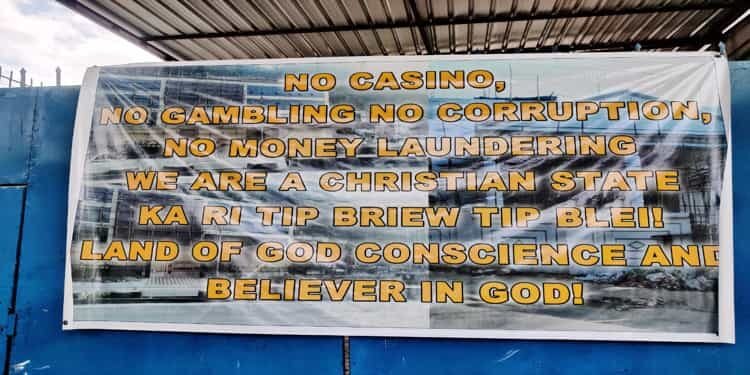 NO CASINO,
NO GAMBLING NO CORRUPTION,
NO MONEY LAUNDERING
WE ARE A CHRISTIAN STATE
KA RI TIP BRIEW TIP BLEI!
LAND OF GOD CONSCIENCE AND
BELIEVER IN GOD!